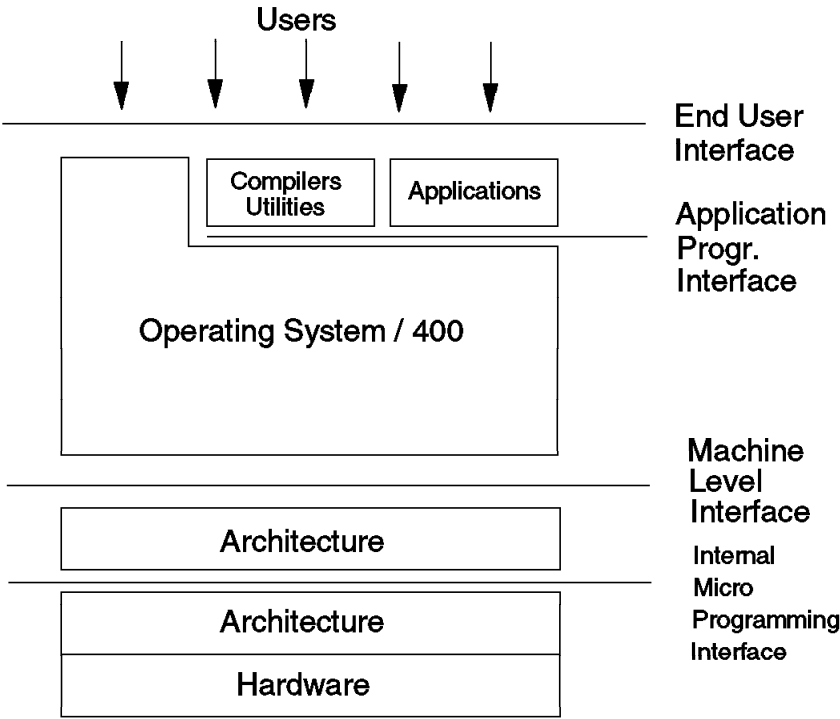 Users
End User
Interface
Compilers
Utilities
Applications
Application
Progr.
Interface
Operating System / 400
Machine
Level
Interface
Architecture
Internal
Micro
Programming
Interface
Architecture
Hardware